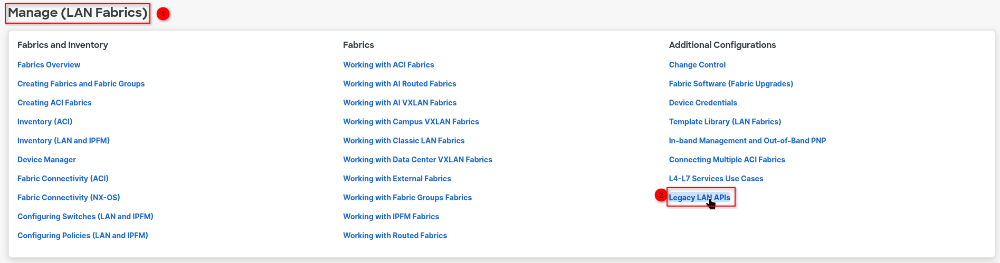 Manage (LAN Fabrics)
1
Fabrics and Inventory
Fabrics Overview
Creating Fabrics and Fabric Groups
Creating ACI Fabrics
Inventory (ACI)
Inventory (LAN and IPFM)
Device Manager
Fabric Connectivity (ACI)
Fabric Connectivity (NX-OS)
Configuring Switches (LAN and IPFM)
Configuring Policies (LAN and IPFM)
Fabrics
Working with ACI Fabrics
Working with AI Routed Fabrics
Working with AI VXLAN Fabrics
Working with Campus VXLAN Fabrics
Working with Classic LAN Fabrics
Working with Data Center VXLAN Fabrics
Working with External Fabrics
Working with Fabric Groups Fabrics
Working with IPFM Fabrics
Working with Routed Fabrics
Additional Configurations
Change Control
Fabric Software (Fabric Upgrades)
Device Credentials
Template Library (LAN Fabrics)
In-band Management and Out-of-Band PNP
Connecting Multiple ACI Fabrics
L4-L7 Services Use Cases
2
Legacy LAN APIs